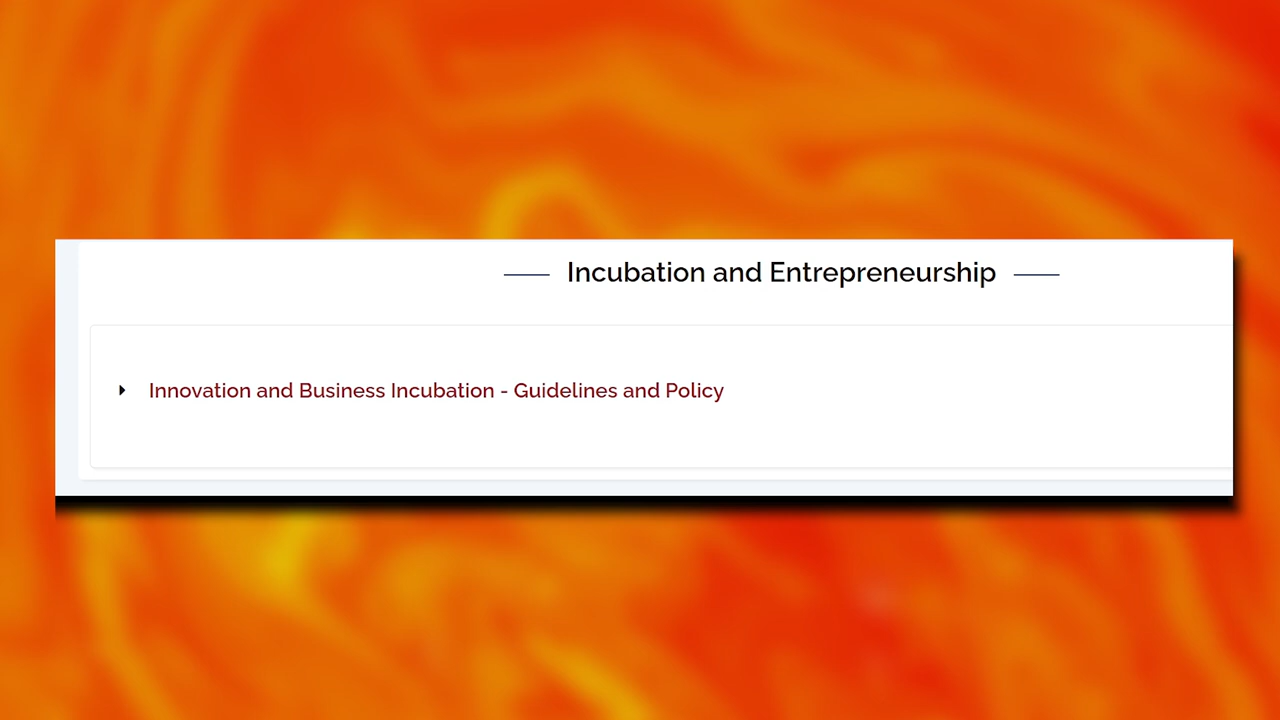 Incubation and Entrepreneurship
Innovation and Business Incubation - Guidelines and Policy